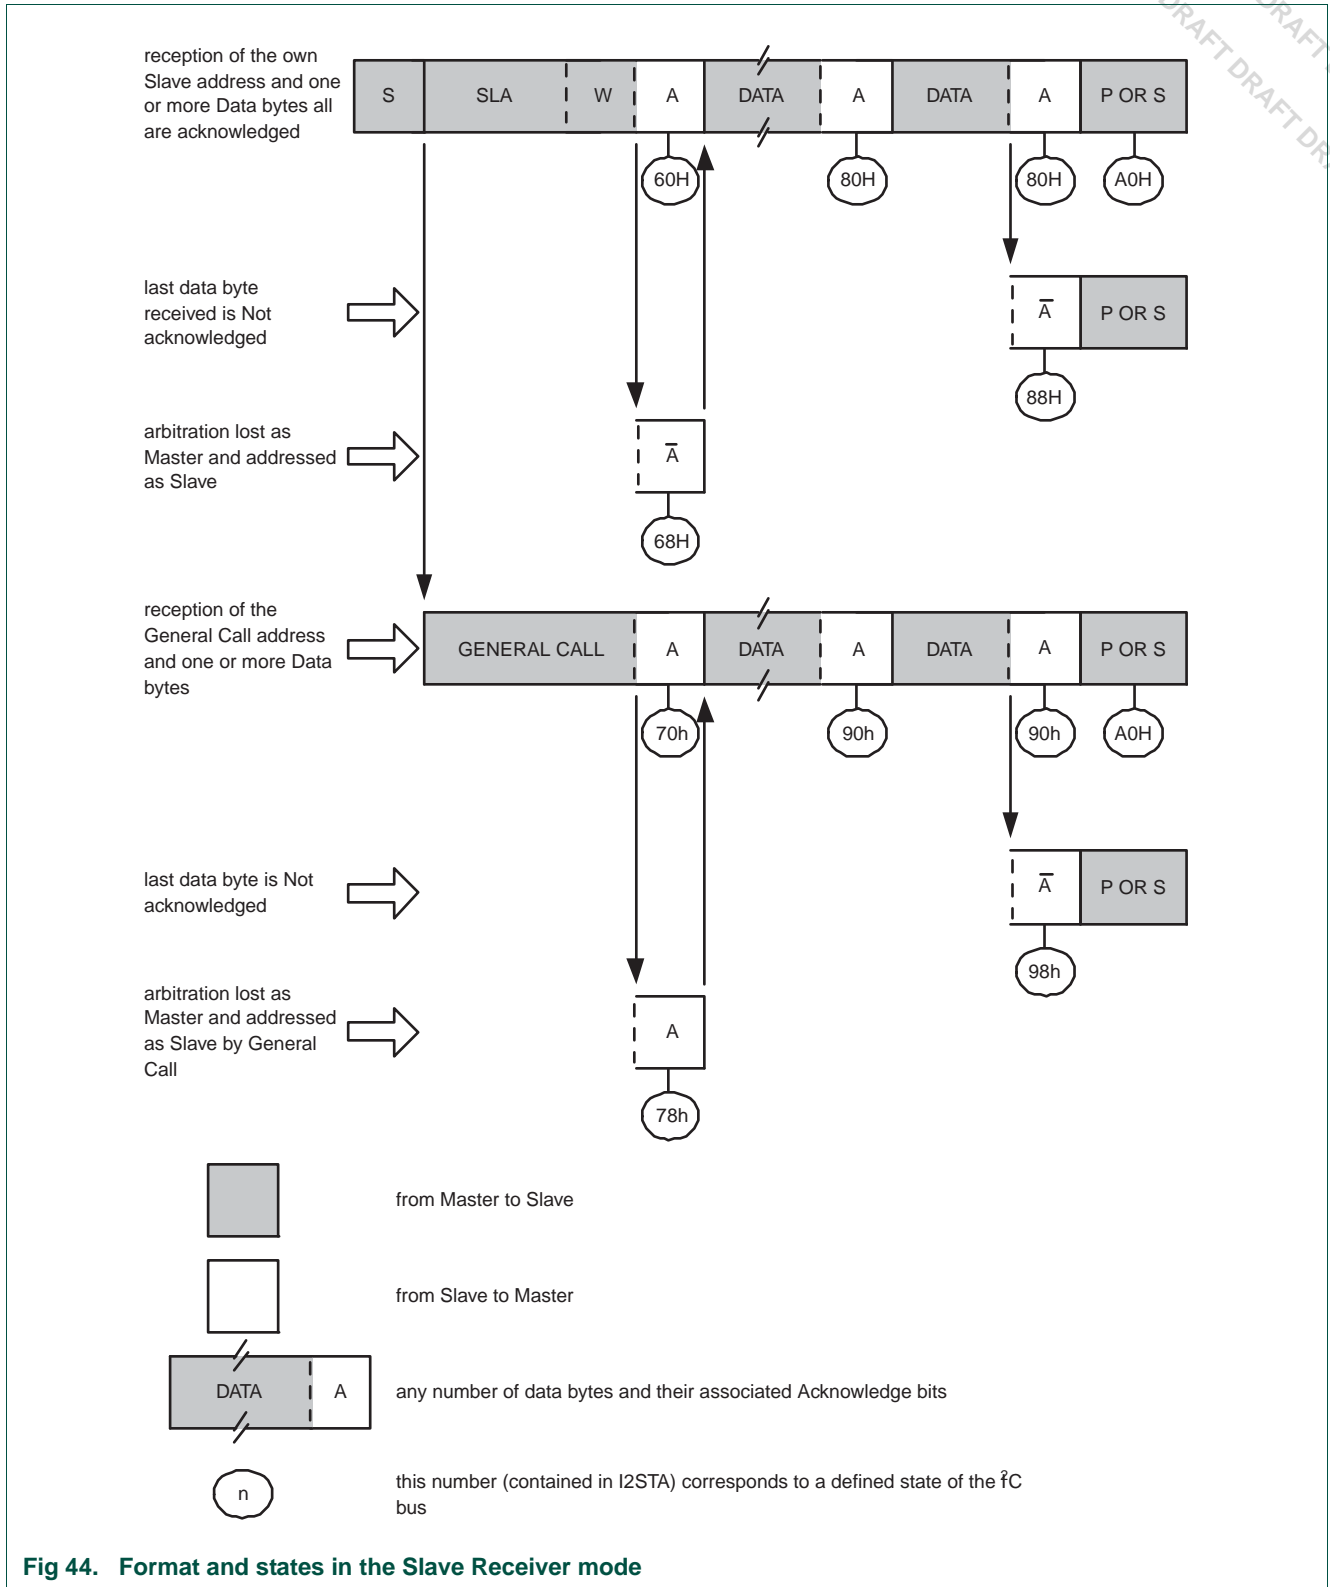 DRAFT DRAFT DRA
DRAFT
reception of the own
Slave address and one
or more Data bytes all
are acknowledged
S SLA W A DATA A DATA A P OR S
60H 80H 80H A0H
last data byte
received is Not
acknowledged
A̅ P OR S
88H
arbitration lost as
Master and addressed
as Slave
A̅
68H
reception of the
General Call address
and one or more Data
bytes
GENERAL CALL A DATA A DATA A P OR S
70h 90h 90h A0H
last data byte is Not
acknowledged
A̅ P OR S
98h
arbitration lost as
Master and addressed
as Slave by General
Call
A
78h
from Master to Slave
from Slave to Master
DATA A any number of data bytes and their associated Acknowledge bits
n this number (contained in I2STA) corresponds to a defined state of the I²C
bus
Fig 44. Format and states in the Slave Receiver mode